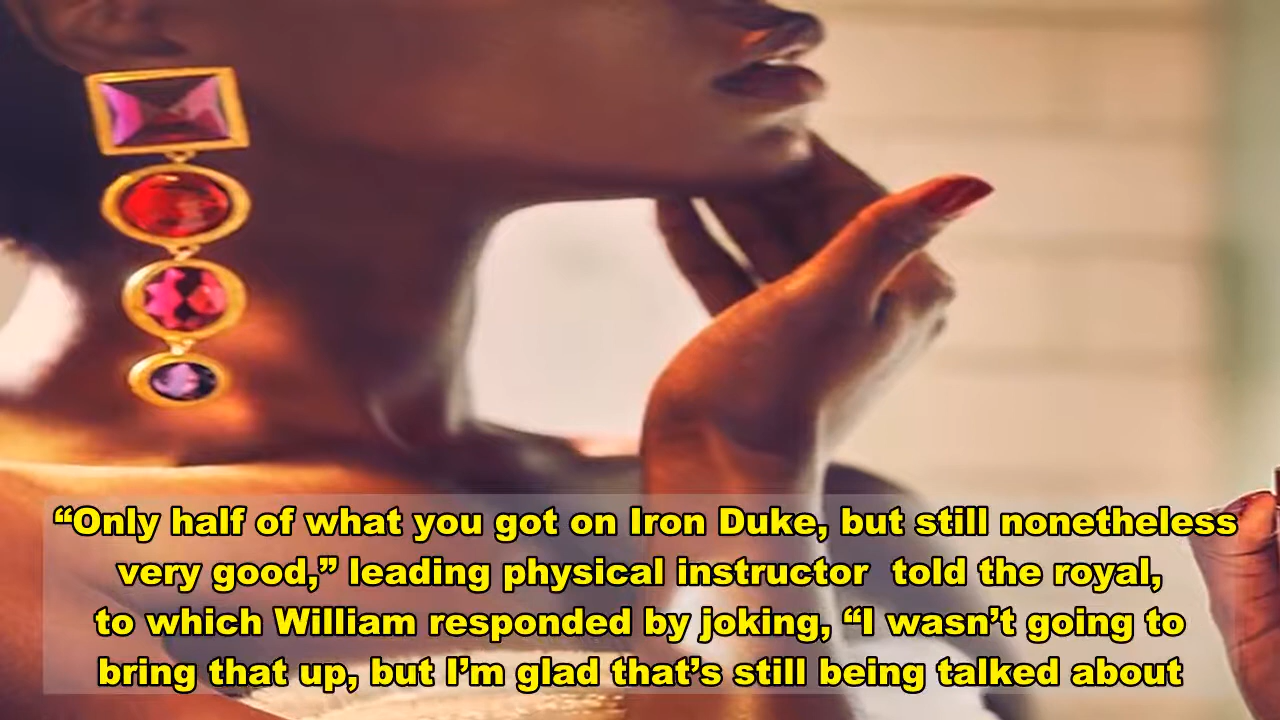 “Only half of what you got on Iron Duke, but still nonetheless
very good,” leading physical instructor  told the royal,
to which William responded by joking, “I wasn’t going to
bring that up, but I’m glad that’s still being talked about